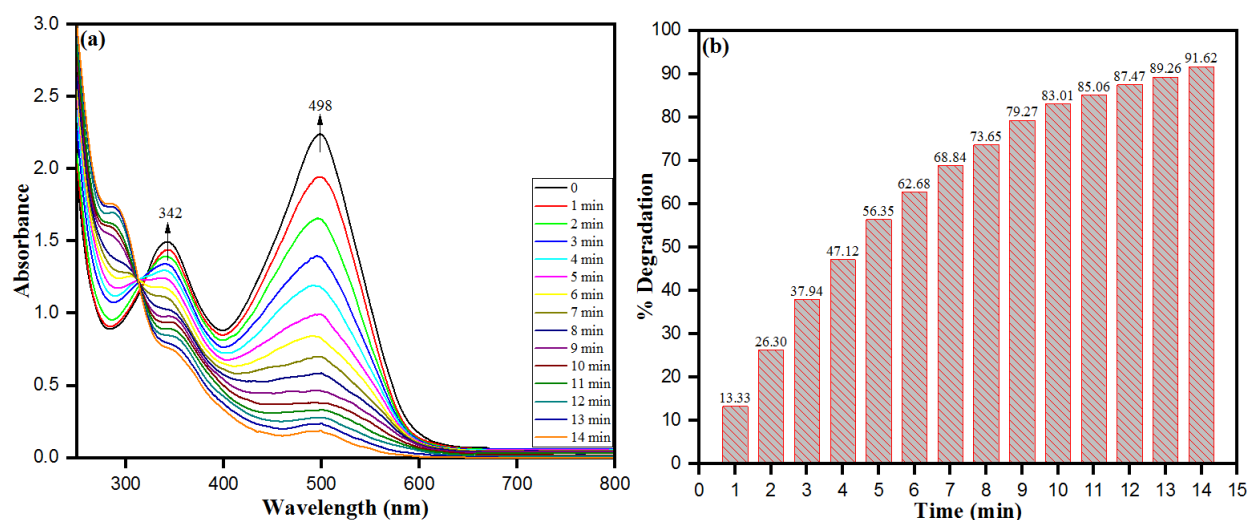 (a)
3.0
2.5
2.0
1.5
1.0
0.5
0.0
Absorbance
300
400
500
600
700
800
Wavelength (nm)
342
498
0
1 min
2 min
3 min
4 min
5 min
6 min
7 min
8 min
9 min
10 min
11 min
12 min
13 min
14 min
(b)
100
90
80
70
60
50
40
30
20
10
0
% Degradation
13.33
26.30
37.94
47.12
56.35
62.68
68.84
73.65
79.27
83.01
85.06
87.47
89.26
91.62
0
1
2
3
4
5
6
7
8
9
10
11
12
13
14
15
Time (min)